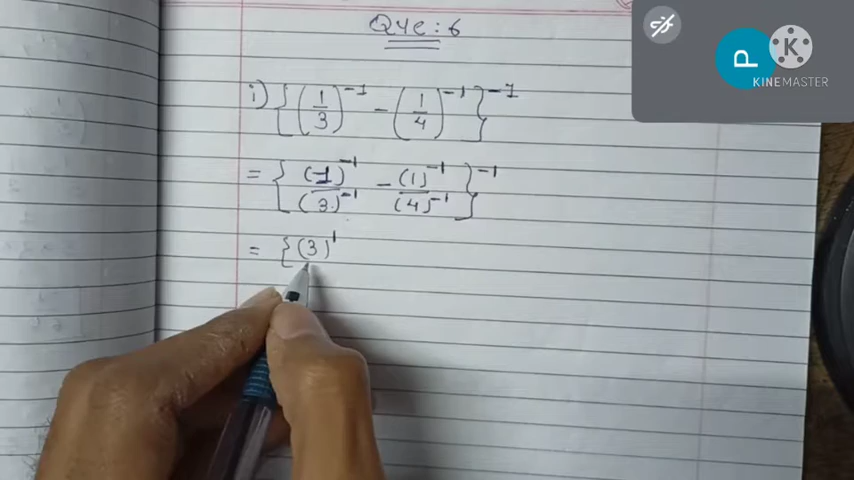 Que:6
P K
KINEMASTER
i) {(1/3)^-1 - (1/4)^-1}^-1
= {(1)^-1/(3)^-1 - (1)^-1/(4)^-1}^-1
= {(3)^1